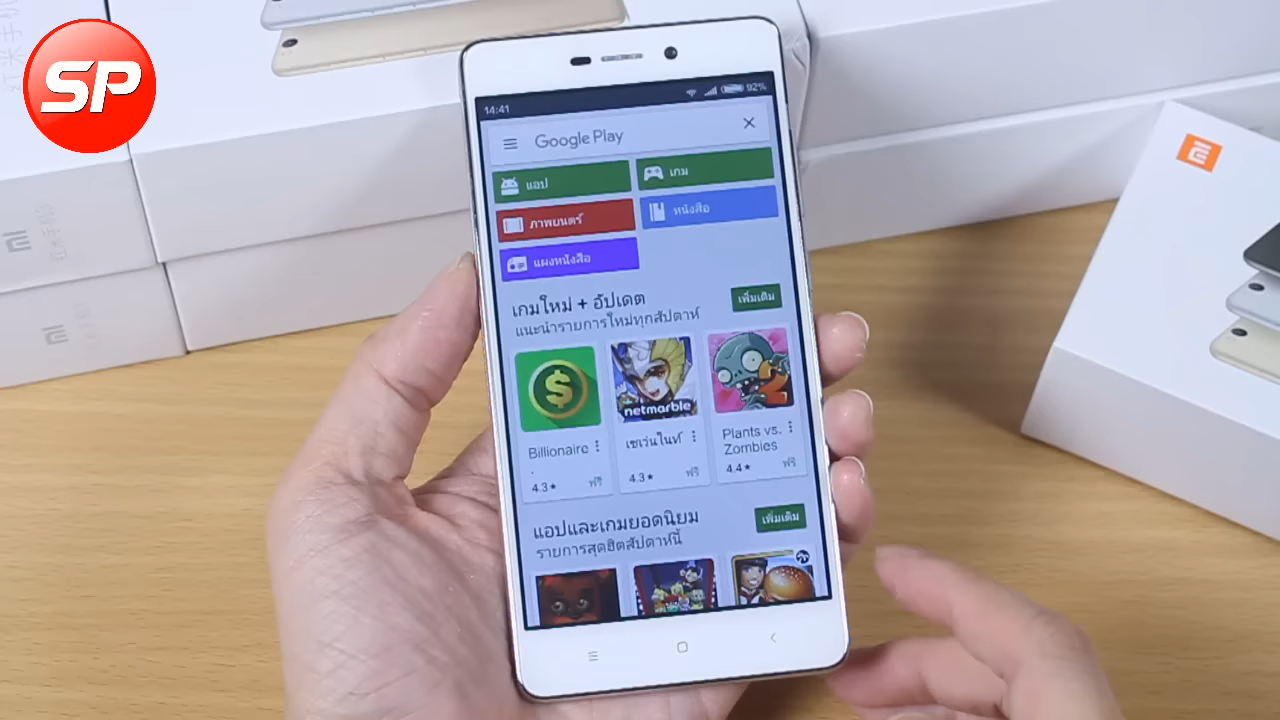 SP
14:41
92%
Google Play
แอป
เกม
ภาพยนตร์
หนังสือ
แผงหนังสือ
เกมใหม่ + อัปเดต
เพิ่มเติม
แนะนำรายการใหม่ทุกสัปดาห์
netmarble
Billionaire
.
4.3★
ฟรี
เซเว่นไนท์
4.3★
ฟรี
Plants vs.
Zombies
4.4★
ฟรี
แอปและเกมยอดนิยม
เพิ่มเติม
รายการสุดฮิตสัปดาห์นี้